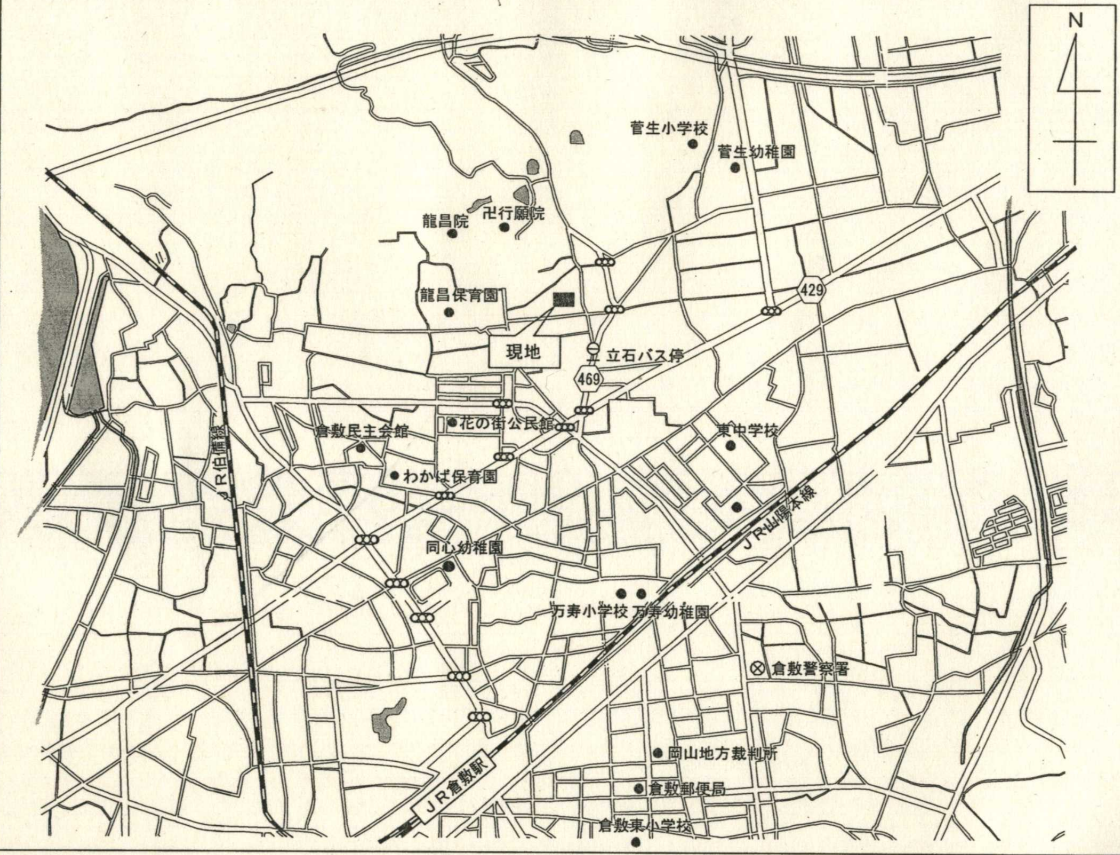 N
菅生小学校
菅生幼稚園
卍行願院
龍昌院
429
龍昌保育園
現地
立石バス停
469
花の街公民館
倉敷民主会館
東中学校
わかば保育園
JR伯備線
JR山陽本線
同心幼稚園
万寿小学校 万寿幼稚園
倉敷警察署
岡山地方裁判所
JR倉敷駅
倉敷郵便局
倉敷東小学校